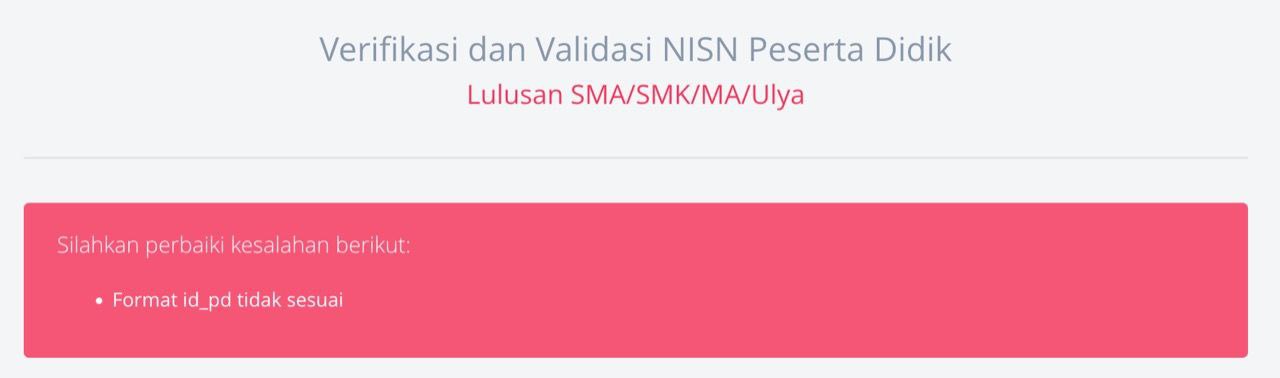 Verifikasi dan Validasi NISN Peserta Didik
Lulusan SMA/SMK/MA/Ulya
Silahkan perbaiki kesalahan berikut:
• Format id_pd tidak sesuai